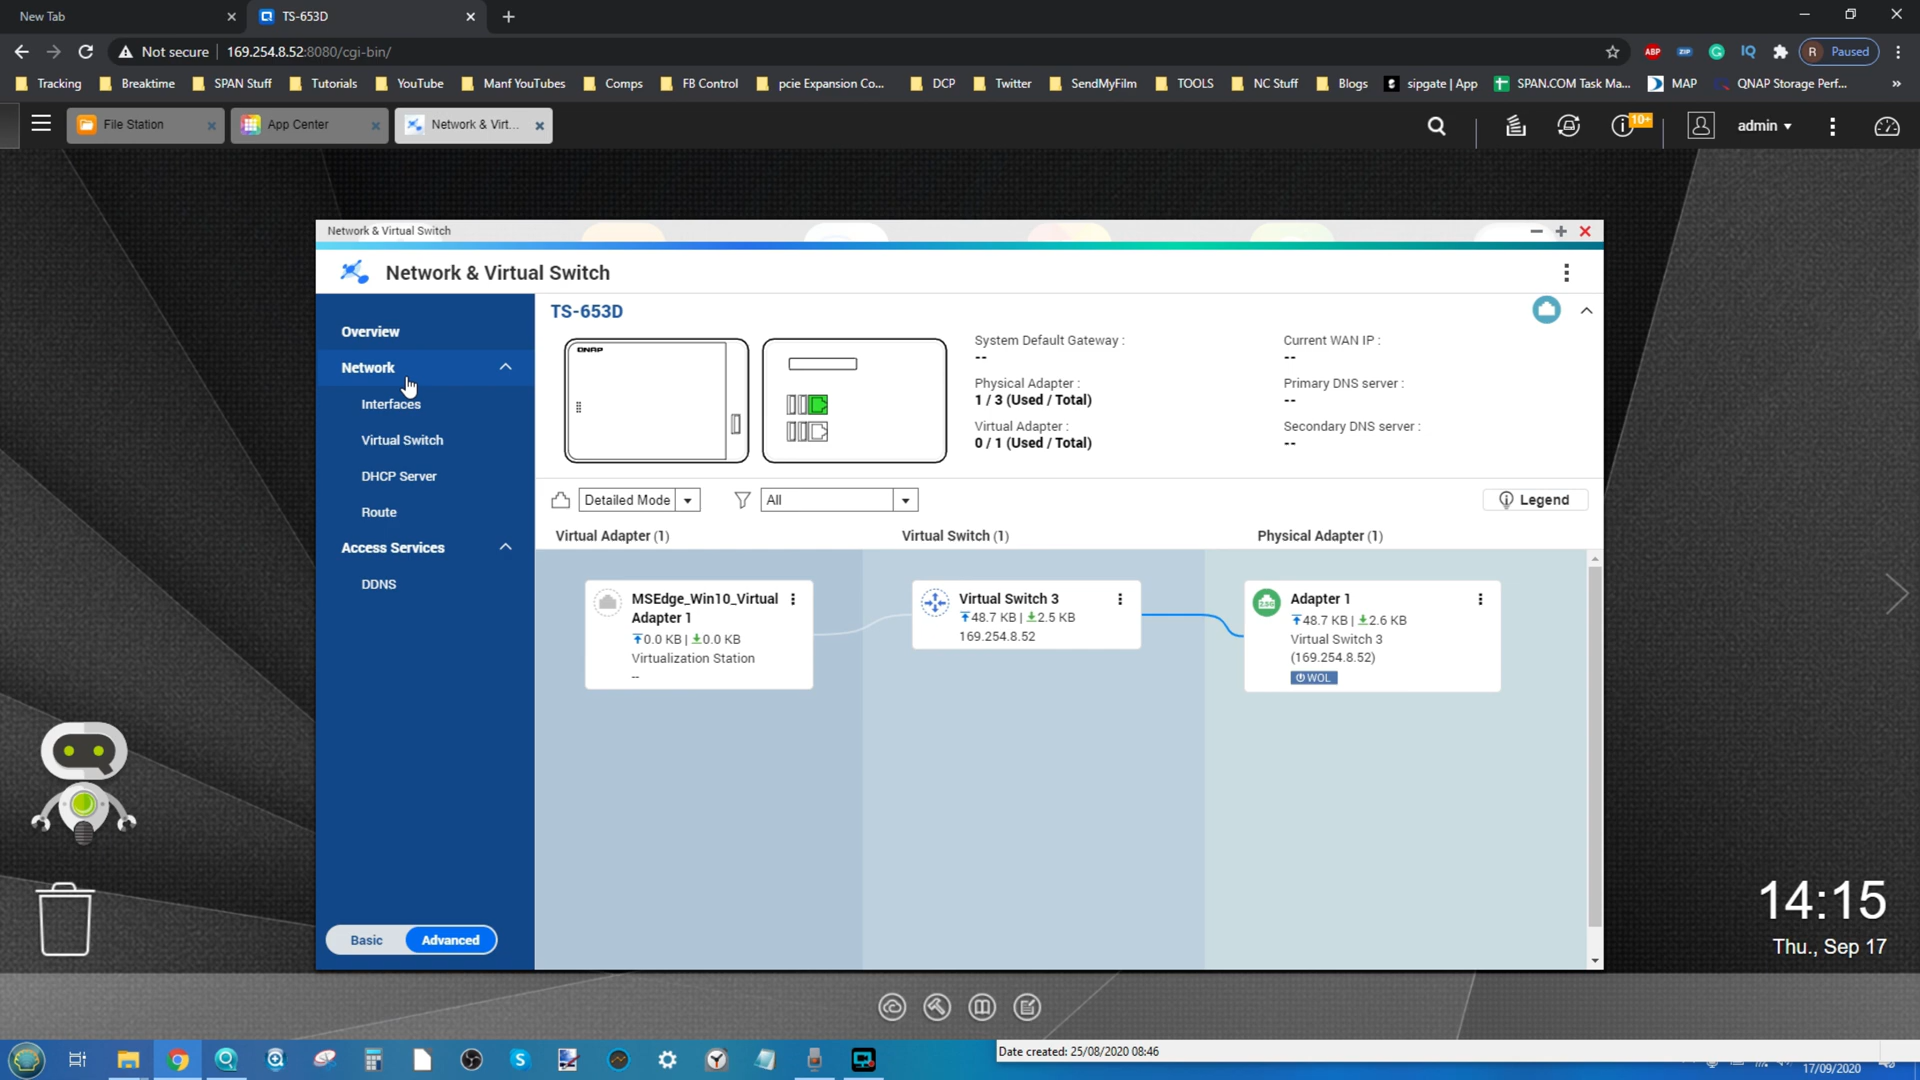 New Tab
TS-653D
Not secure
169.254.8.52:8080/cgi-bin/
ABP
ZIP
IQ
R
Paused
Tracking
Breaktime
SPAN Stuff
Tutorials
YouTube
Manf YouTubes
Comps
FB Control
pcie Expansion Co...
DCP
Twitter
SendMyFilm
TOOLS
NC Stuff
Blogs
sipgate | App
SPAN.COM Task Ma...
MAP
QNAP Storage Perf...
»
File Station
App Center
Network & Virt...
10+
admin
Network & Virtual Switch
Network & Virtual Switch
Overview
Network
Interfaces
Virtual Switch
DHCP Server
Route
Access Services
DDNS
Basic
Advanced
TS-653D
QNAP
System Default Gateway :
--
Physical Adapter :
1 / 3 (Used / Total)
Virtual Adapter :
0 / 1 (Used / Total)
Current WAN IP :
--
Primary DNS server :
--
Secondary DNS server :
--
Detailed Mode
All
Legend
Virtual Adapter (1)
Virtual Switch (1)
Physical Adapter (1)
MSEdge_Win10_Virtual
Adapter 1
0.0 KB | 0.0 KB
Virtualization Station
--
Virtual Switch 3
48.7 KB | 2.5 KB
169.254.8.52
2.5G
Adapter 1
48.7 KB | 2.6 KB
Virtual Switch 3
(169.254.8.52)
WOL
14:15
Thu., Sep 17
Date created: 25/08/2020 08:46
17/09/2020